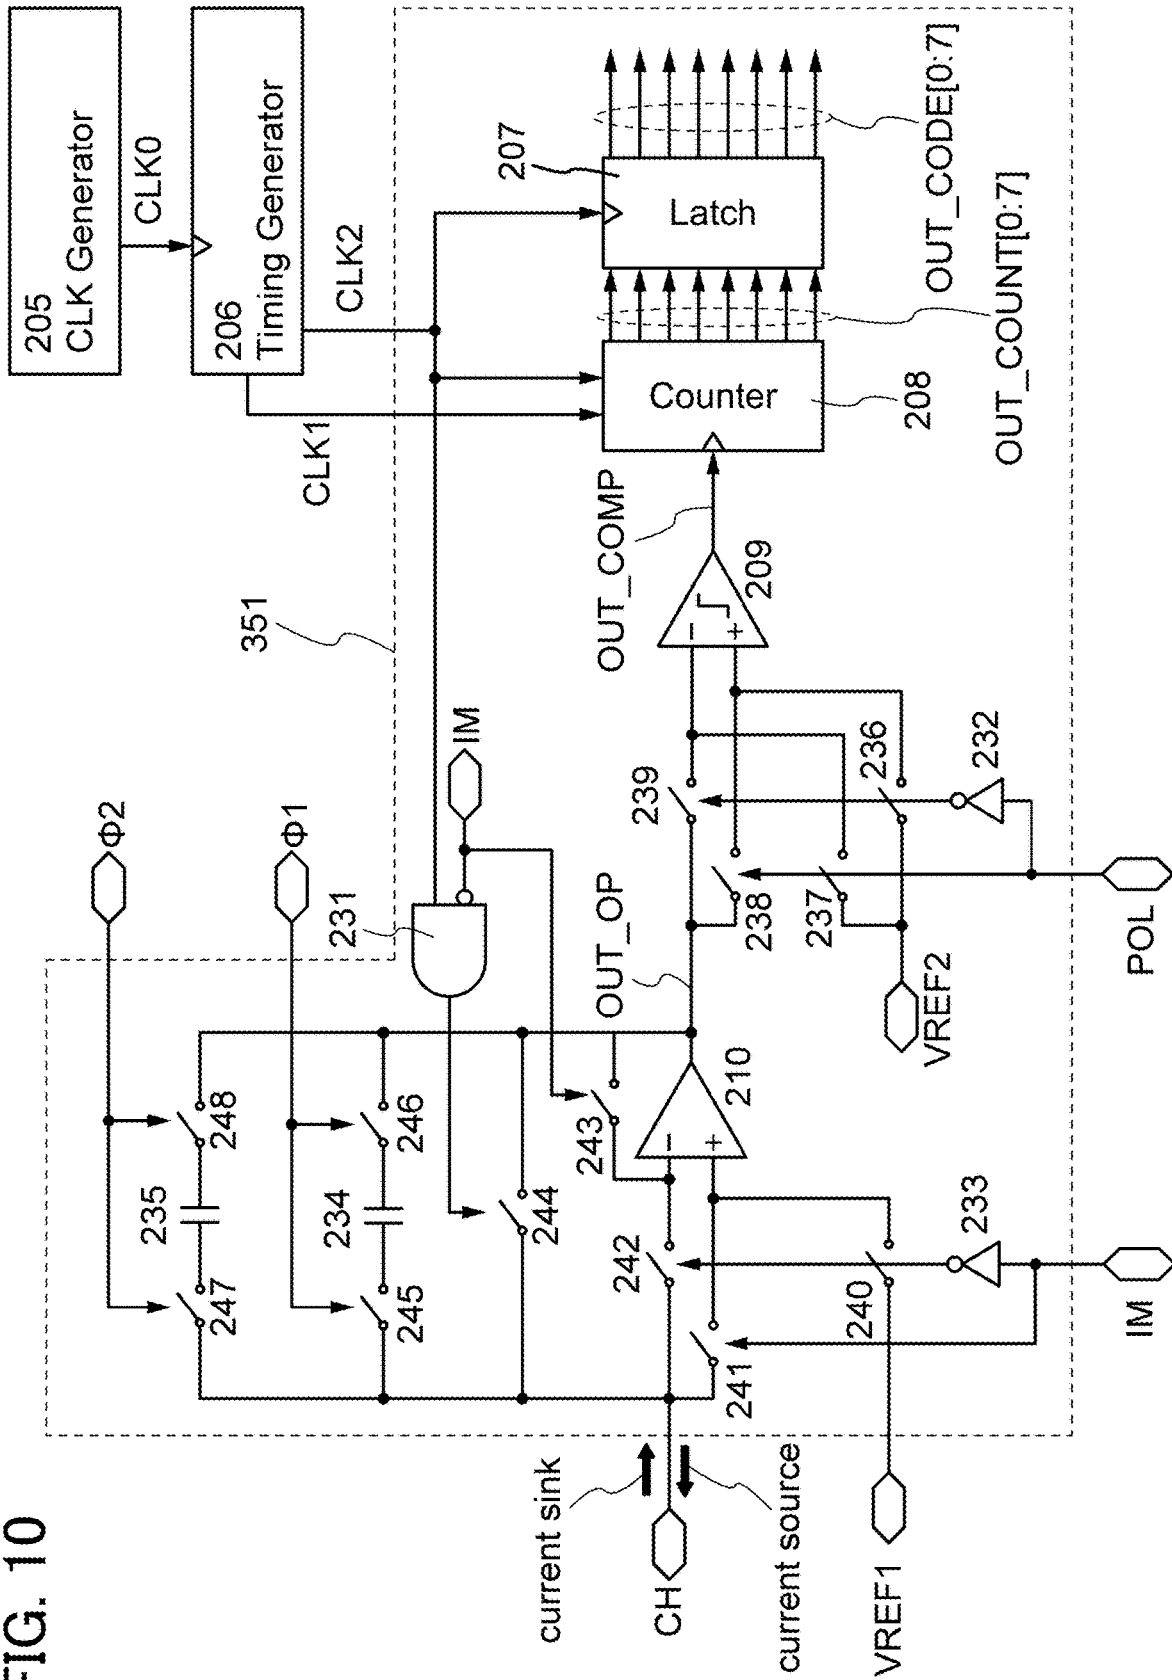 FIG. 10
205
CLK Generator
CLK0
206
Timing Generator
CLK1
CLK2
351
Φ2
Φ1
IM
231
235
247
248
234
245
246
244
243
242
241
240
233
210
OUT_OP
current sink
CH
current source
VREF1
IM
239
238
237
236
232
VREF2
POL
209
OUT_COMP
Counter
208
OUT_COUNT[0:7]
Latch
207
OUT_CODE[0:7]
−
+
−
+